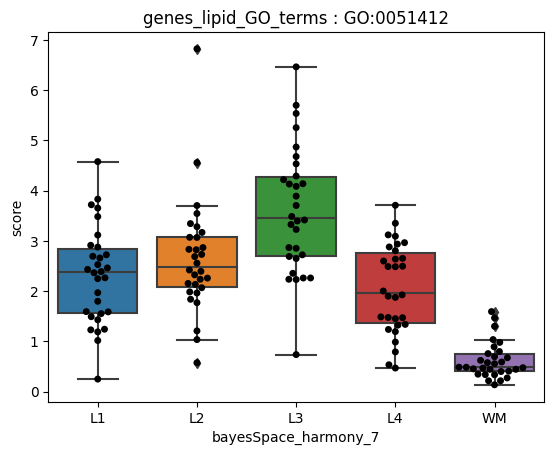 genes_lipid_GO_terms : GO:0051412
7
6
5
4
3
2
1
0
score
L1 L2 L3 L4 WM
bayesSpace_harmony_7